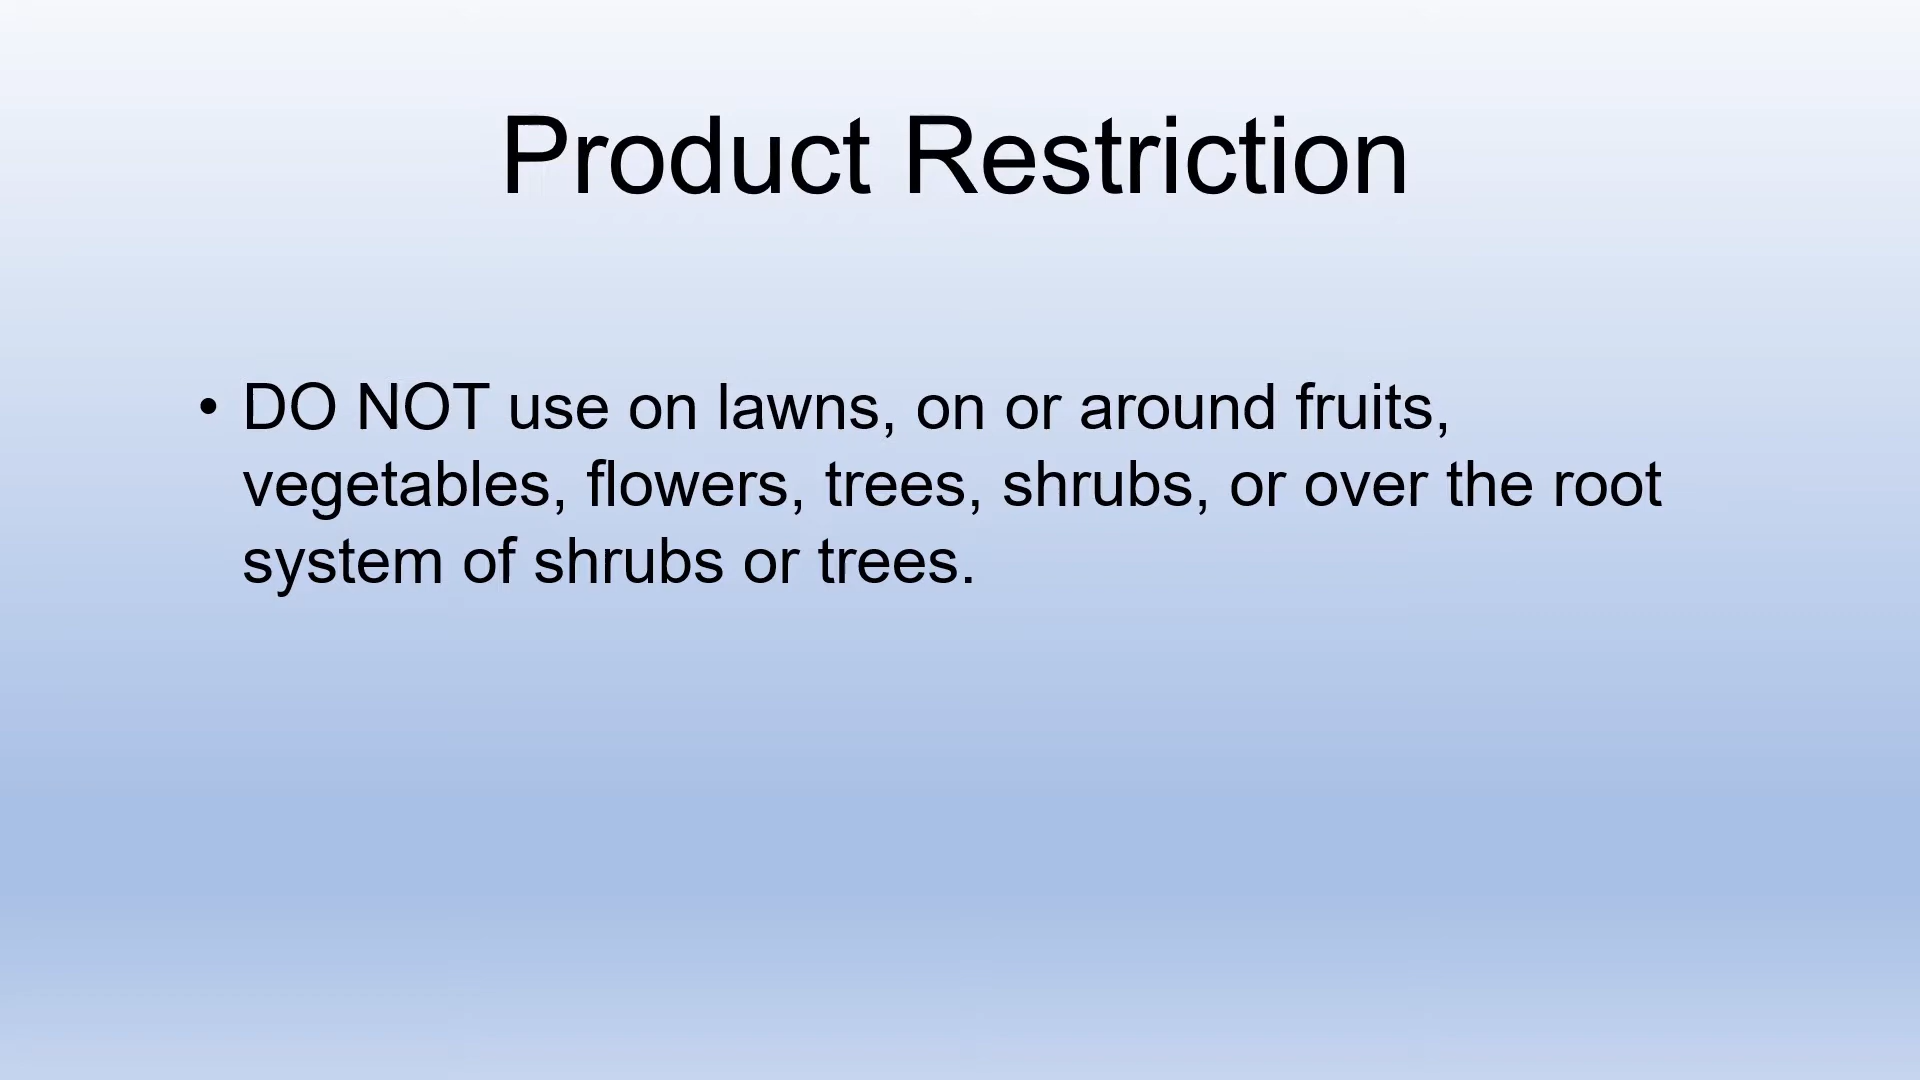 Product Restriction
• DO NOT use on lawns, on or around fruits,
vegetables, flowers, trees, shrubs, or over the root
system of shrubs or trees.